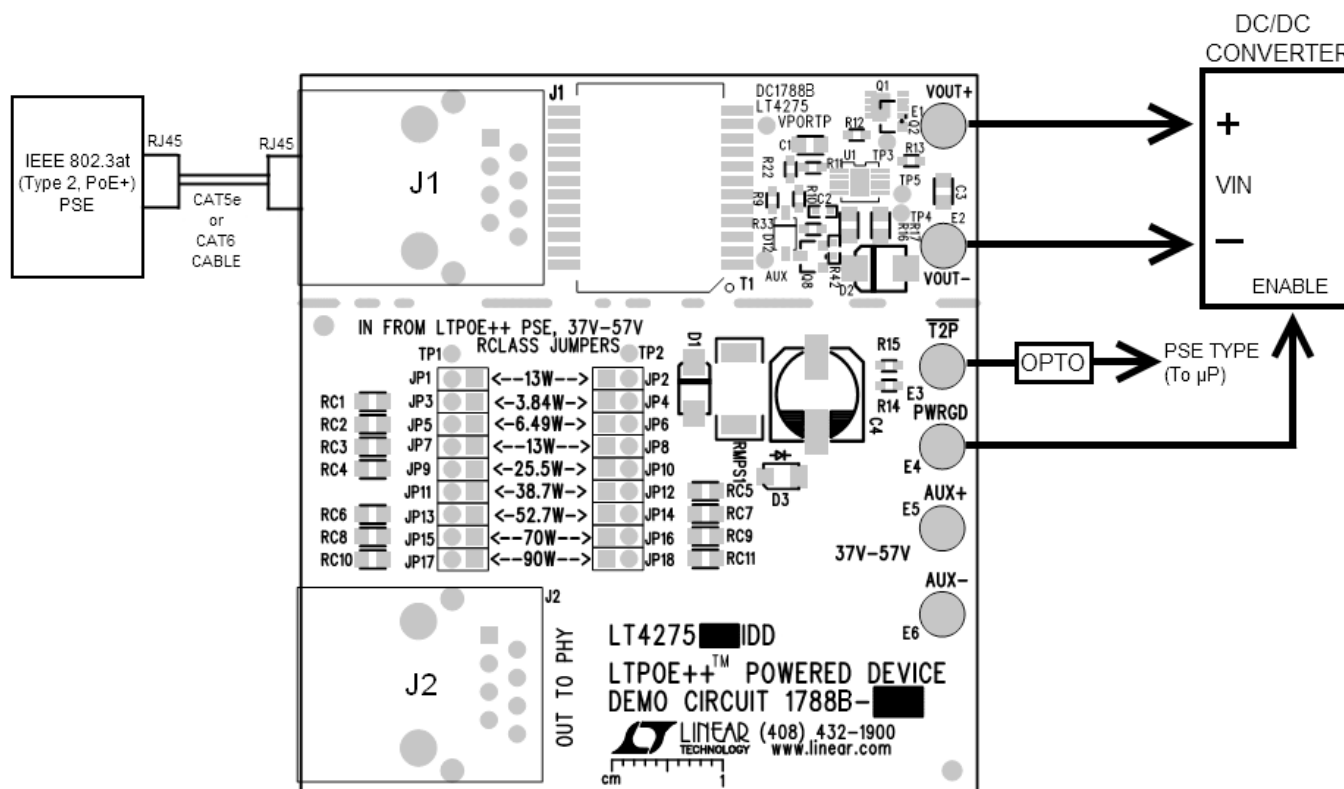 DC/DC
CONVERTER
IEEE 802.3at
(Type 2, PoE+)
PSE
RJ45
RJ45
CAT5e
or
CAT6
CABLE
J1
J1
T1
DC1788B
LT4275
VPORTP
C1
R22
R9
R10
R11
R12
R13
R33
D12
C2
U1
Q1
Q2
TP3
TP5
TP4
C3
R16
R17
R42
Q8
D2
AUX
E1
VOUT+
E2
VOUT-
+
VIN
−
ENABLE
IN FROM LTPOE++ PSE, 37V-57V
RCLASS JUMPERS
TP1
TP2
JP1 <--13W--> JP2
RC1 JP3 <-3.84W-> JP4
RC2 JP5 <-6.49W-> JP6
RC3 JP7 <--13W--> JP8
RC4 JP9 <-25.5W-> JP10
JP11 <-38.7W-> JP12 RC5
RC6 JP13 <-52.7W-> JP14 RC7
RC8 JP15 <--70W--> JP16 RC9
RC10 JP17 <--90W--> JP18 RC11
D1
RMPS1
C4
D3
R15
R14
T2P
E3
OPTO
PSE TYPE
(To µP)
PWRGD
E4
AUX+
E5
37V-57V
AUX-
E6
J2
J2
OUT TO PHY
LT4275 IDD
LTPOE++™ POWERED DEVICE
DEMO CIRCUIT 1788B-
LINEAR (408) 432-1900
TECHNOLOGY www.linear.com
cm 1